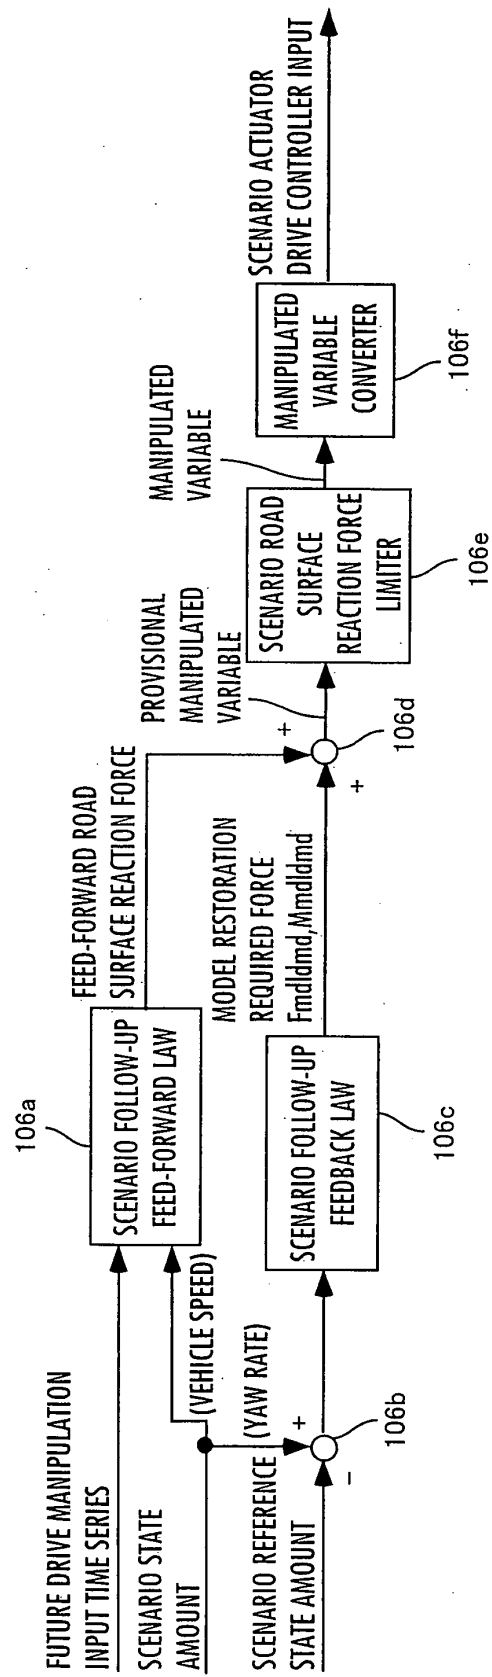 FUTURE DRIVE MANIPULATION
INPUT TIME SERIES
SCENARIO STATE
AMOUNT
SCENARIO REFERENCE
STATE AMOUNT
(VEHICLE SPEED)
(YAW RATE)
+
−
106b
106a
SCENARIO FOLLOW-UP
FEED-FORWARD LAW
SCENARIO FOLLOW-UP
FEEDBACK LAW
106c
FEED-FORWARD ROAD
SURFACE REACTION FORCE
MODEL RESTORATION
REQUIRED FORCE
Fmdldmd,Mmdldmd
+
+
106d
PROVISIONAL
MANIPULATED
VARIABLE
SCENARIO ROAD
SURFACE
REACTION FORCE
LIMITER
106e
MANIPULATED
VARIABLE
MANIPULATED
VARIABLE
CONVERTER
106f
SCENARIO ACTUATOR
DRIVE CONTROLLER INPUT